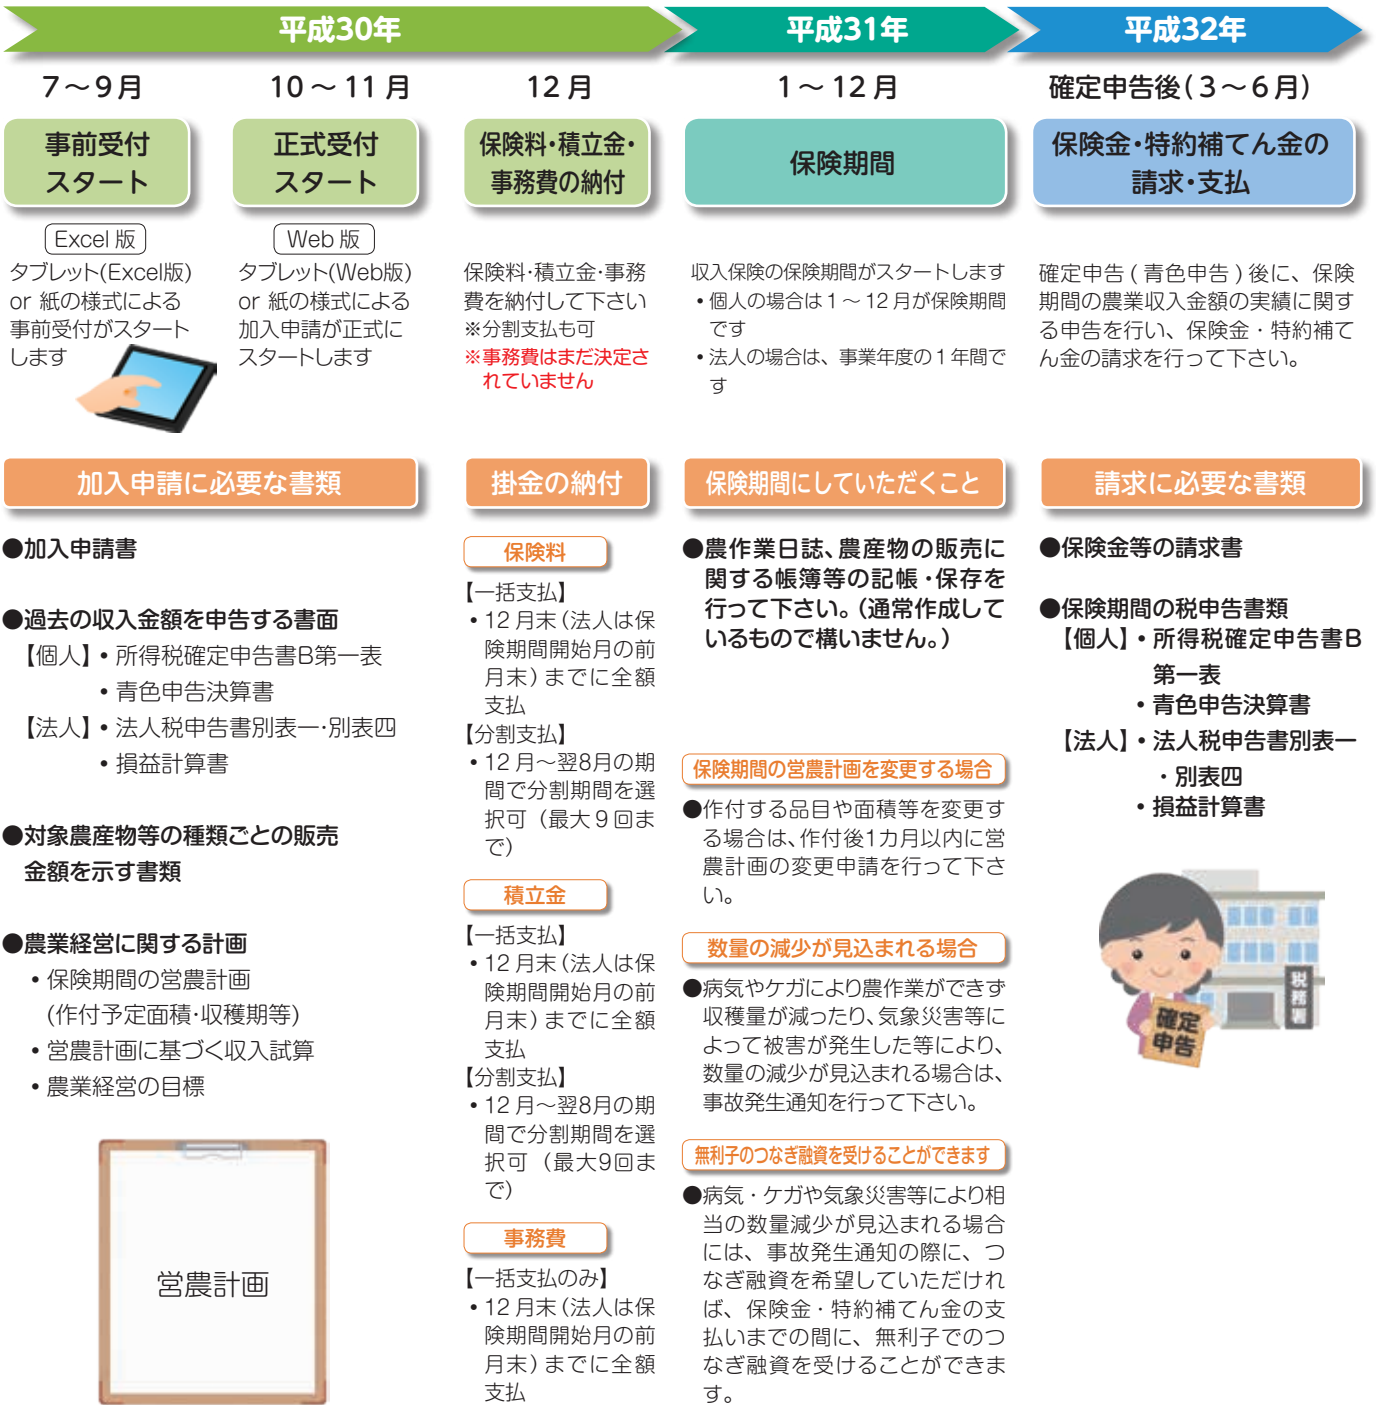 平成30年
平成31年
平成32年
7～9月
10～11月
12月
1～12月
確定申告後(3～6月)
事前受付
スタート
正式受付
スタート
保険料・積立金・
事務費の納付
保険期間
保険金・特約補てん金の
請求・支払
Excel 版
タブレット(Excel版)
or 紙の様式による
事前受付がスタート
します
Web 版
タブレット(Web版)
or 紙の様式による
加入申請が正式に
スタートします
保険料・積立金・事務
費を納付して下さい
※分割支払も可
※事務費はまだ決定さ
れていません
収入保険の保険期間がスタートします
・個人の場合は1～12月が保険期間
です
・法人の場合は、事業年度の1年間で
す
確定申告(青色申告)後に、保険
期間の農業収入金額の実績に関す
る申告を行い、保険金・特約補て
ん金の請求を行って下さい。
加入申請に必要な書類
●加入申請書
●過去の収入金額を申告する書面
【個人】・所得税確定申告書B第一表
・青色申告決算書
【法人】・法人税申告書別表一・別表四
・損益計算書
●対象農産物等の種類ごとの販売
金額を示す書類
●農業経営に関する計画
・保険期間の営農計画
(作付予定面積・収穫期等)
・営農計画に基づく収入試算
・農業経営の目標
営農計画
掛金の納付
保険料
【一括支払】
・12月末(法人は保
険期間開始月の前
月末)までに全額
支払
【分割支払】
・12月～翌8月の期
間で分割期間を選
択可(最大9回ま
で)
積立金
【一括支払】
・12月末(法人は保
険期間開始月の前
月末)までに全額
支払
【分割支払】
・12月～翌8月の期
間で分割期間を選
択可(最大9回ま
で)
事務費
【一括支払のみ】
・12月末(法人は保
険期間開始月の前
月末)までに全額
支払
保険期間にしていただくこと
●農作業日誌、農産物の販売に
関する帳簿等の記帳・保存を
行って下さい。(通常作成して
いるもので構いません。)
保険期間の営農計画を変更する場合
●作付する品目や面積等を変更す
る場合は、作付後1カ月以内に営
農計画の変更申請を行って下さ
い。
数量の減少が見込まれる場合
●病気やケガにより農作業ができず
収穫量が減ったり、気象災害等に
よって被害が発生した等により、
数量の減少が見込まれる場合は、
事故発生通知を行って下さい。
無利子のつなぎ融資を受けることができます
●病気・ケガや気象災害等により相
当の数量減少が見込まれる場合
には、事故発生通知の際に、つ
なぎ融資を希望していただけれ
ば、保険金・特約補てん金の支
払いまでの間に、無利子でのつ
なぎ融資を受けることができま
す。
請求に必要な書類
●保険金等の請求書
●保険期間の税申告書類
【個人】・所得税確定申告書B
第一表
・青色申告決算書
【法人】・法人税申告書別表一
・別表四
・損益計算書
税務署
確定
申告